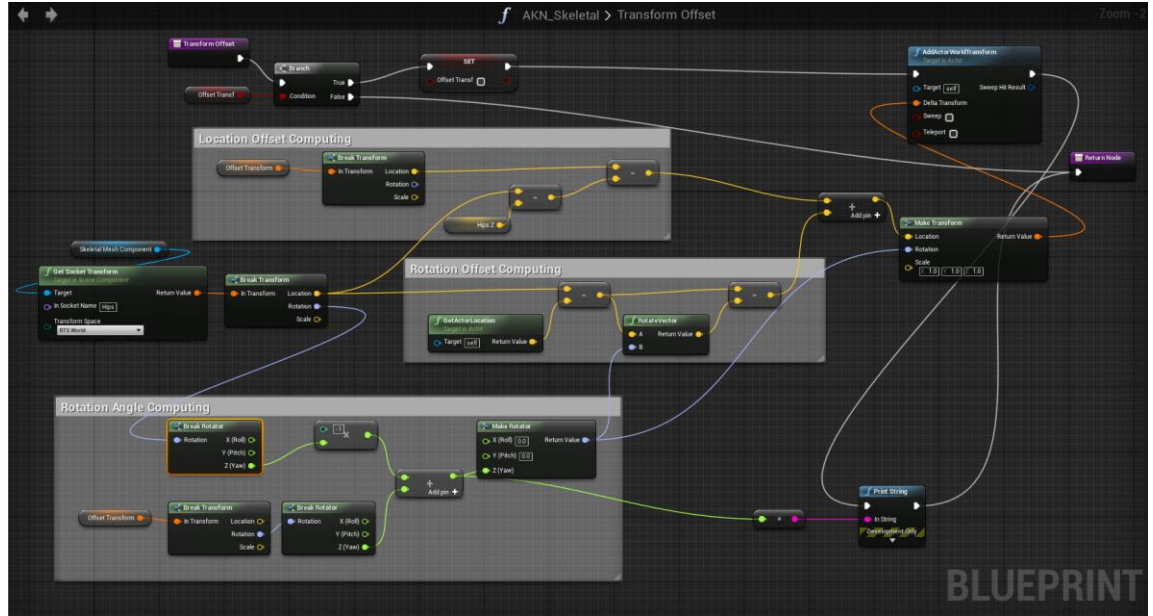 f AKN_Skeletal > Transform Offset
Zoom -2
Transform Offset
Branch
True
Condition False
Offset Transf
SET
Offset Transf
AddActorWorldTransform
Target is Actor
Target self Sweep Hit Result
Delta Transform
Sweep
Teleport
Return Node
Location Offset Computing
Offset Transform
Break Transform
In Transform Location
Rotation
Scale
-
-
Hips Z
+
Add pin +
Make Transform
Location Return Value
Rotation
Scale
X 1.0 Y 1.0 Z 1.0
Skeletal Mesh Component
f Get Socket Transform
Target is Scene Component
Target Return Value
In Socket Name Hips
Transform Space
RTS World
Break Transform
In Transform Location
Rotation
Scale
Rotation Offset Computing
-
-
f GetActorLocation
Target is Actor
Target self Return Value
f RotateVector
A Return Value
B
Rotation Angle Computing
Break Rotator
Rotation X (Roll)
Y (Pitch)
Z (Yaw)
-1 x
+
Add pin +
Make Rotator
X (Roll) 0.0 Return Value
Y (Pitch) 0.0
Z (Yaw)
Offset Transform
Break Transform
In Transform Location
Rotation
Scale
Break Rotator
Rotation X (Roll)
Y (Pitch)
Z (Yaw)
f Print String
In String
Development Only
BLUEPRINT